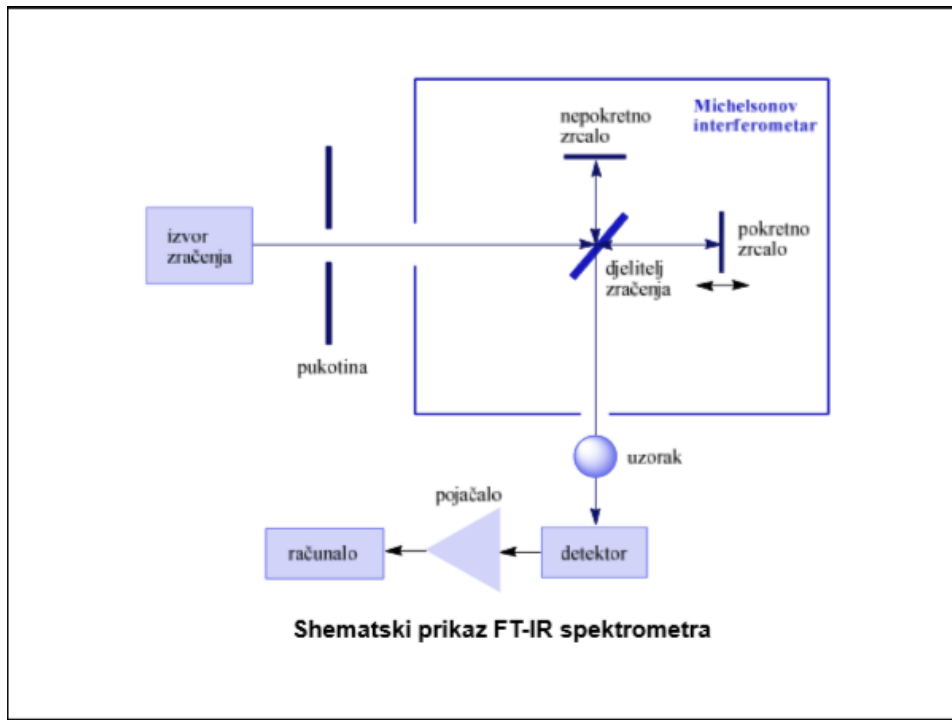 Michelsonov
interferometar
nepokretno
zrcalo
izvor
zračenja
pokretno
zrcalo
djelitelj
zračenja
pukotina
uzorak
pojačalo
računalo
detektor
Shematski prikaz FT-IR spektrometra